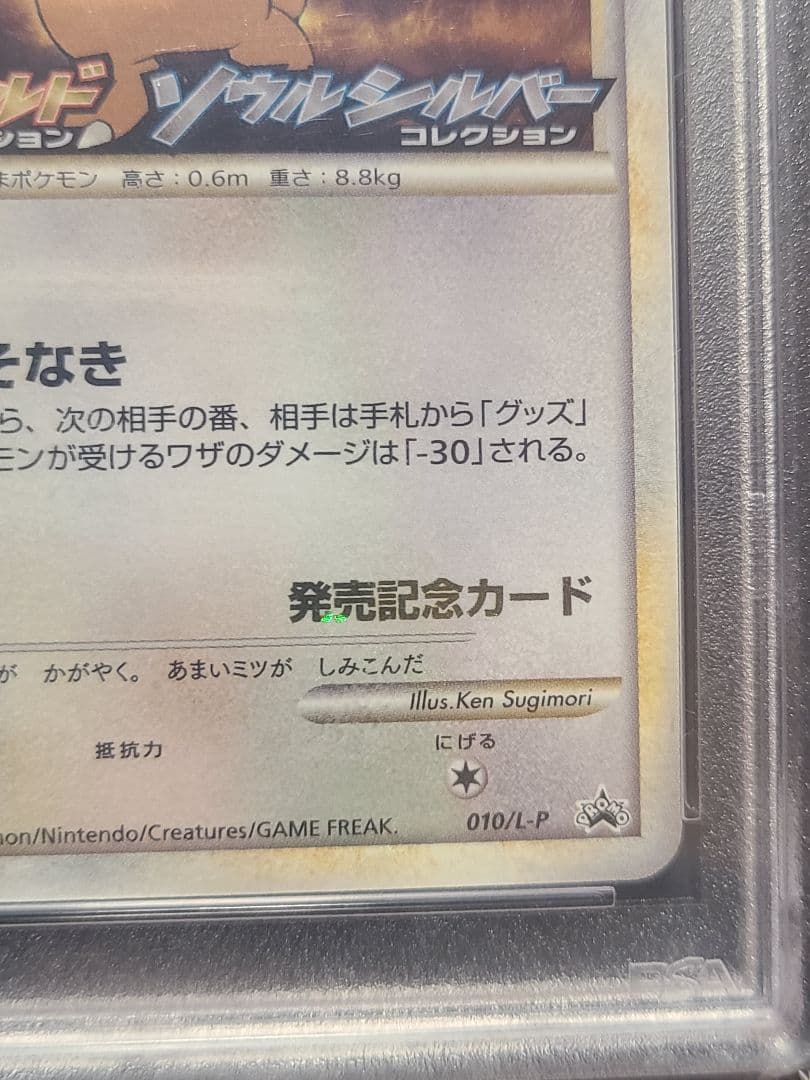 ルド ソウルシルバー
ション コレクション
まポケモン 高さ：0.6m 重さ：8.8kg
そなき
ら、次の相手の番、相手は手札から「グッズ」
モンが受けるワザのダメージは「-30」される。
発売記念カード
が かがやく。 あまいミツが しみこんだ
Illus.Ken Sugimori
抵抗力 にげる
010/L-P PROMO
mon/Nintendo/Creatures/GAME FREAK.
PSA